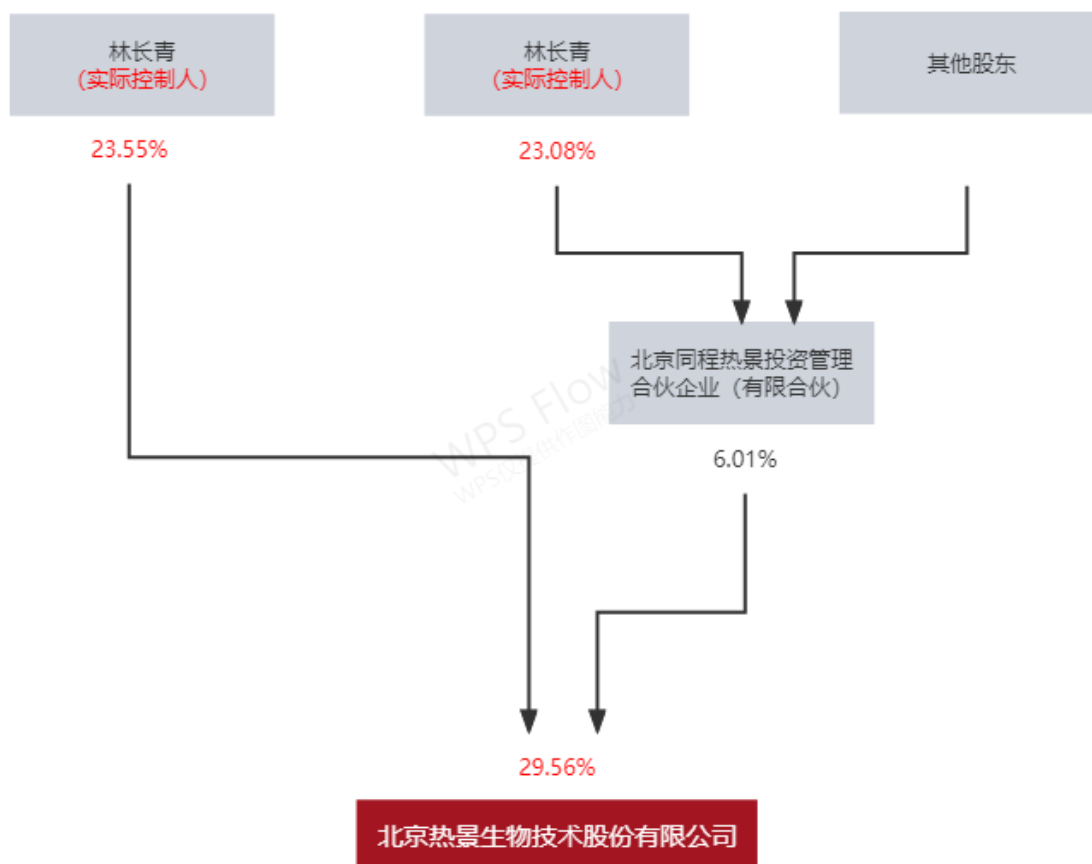 林长青
（实际控制人）
林长青
（实际控制人）
其他股东
23.55%
23.08%
北京同程热景投资管理
合伙企业（有限合伙）
6.01%
WPS Flow
29.56%
北京热景生物技术股份有限公司